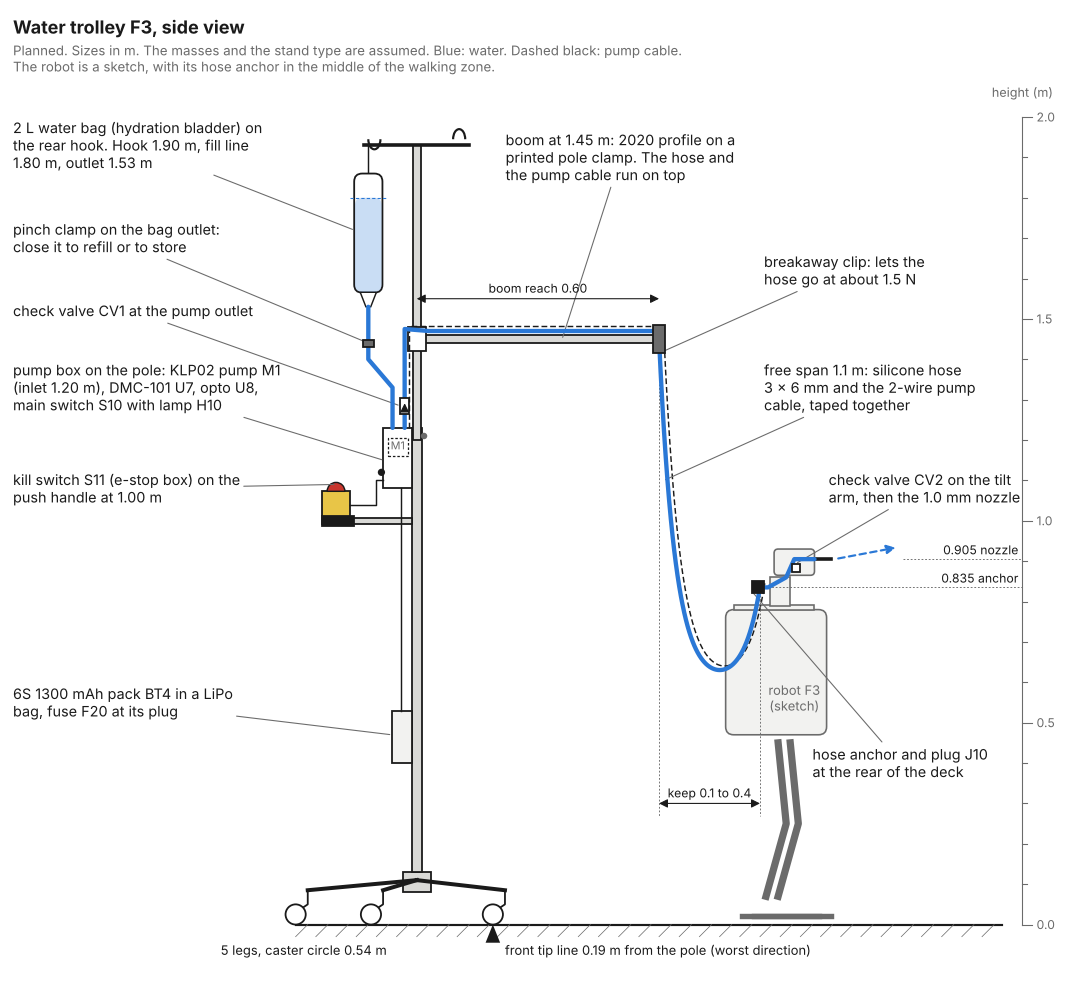 Water trolley F3, side view
Planned. Sizes in m. The masses and the stand type are assumed. Blue: water. Dashed black: pump cable.
The robot is a sketch, with its hose anchor in the middle of the walking zone.
height (m)
2.0
2 L water bag (hydration bladder) on
the rear hook. Hook 1.90 m, fill line
1.80 m, outlet 1.53 m
boom at 1.45 m: 2020 profile on a
printed pole clamp. The hose and
the pump cable run on top
pinch clamp on the bag outlet:
close it to refill or to store
breakaway clip: lets the
hose go at about 1.5 N
boom reach 0.60
check valve CV1 at the pump outlet
1.5
pump box on the pole: KLP02 pump M1
(inlet 1.20 m), DMC-101 U7, opto U8,
main switch S10 with lamp H10
free span 1.1 m: silicone hose
3 × 6 mm and the 2-wire pump
cable, taped together
M1
kill switch S11 (e-stop box) on the
push handle at 1.00 m
check valve CV2 on the tilt
arm, then the 1.0 mm nozzle
1.0
0.905 nozzle
0.835 anchor
robot F3
(sketch)
6S 1300 mAh pack BT4 in a LiPo
bag, fuse F20 at its plug
0.5
hose anchor and plug J10
at the rear of the deck
keep 0.1 to 0.4
0.0
5 legs, caster circle 0.54 m
front tip line 0.19 m from the pole (worst direction)